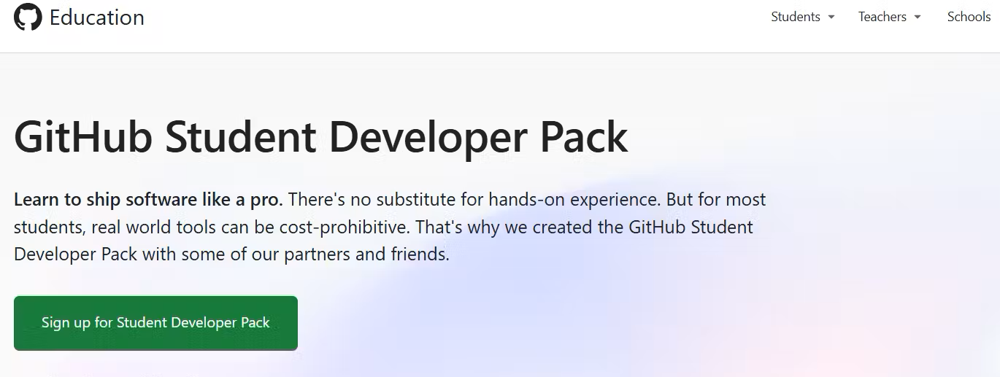 Education
Students
Teachers
Schools
GitHub Student Developer Pack
Learn to ship software like a pro. There's no substitute for hands-on experience. But for most
students, real world tools can be cost-prohibitive. That's why we created the GitHub Student
Developer Pack with some of our partners and friends.
Sign up for Student Developer Pack